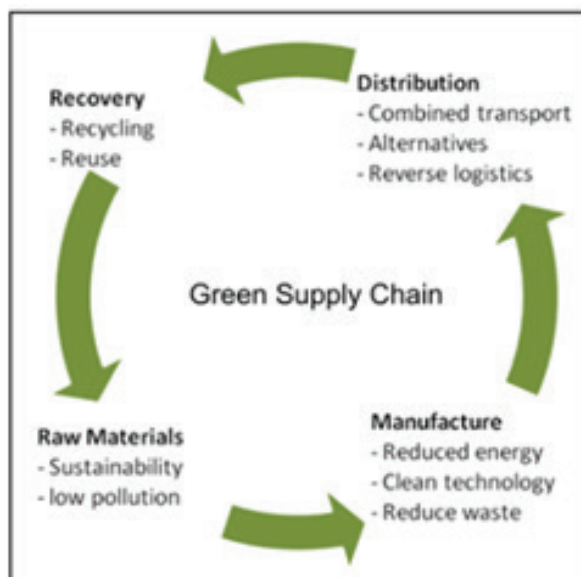 Recovery
- Recycling
- Reuse
Distribution
- Combined transport
- Alternatives
- Reverse logistics
Green Supply Chain
Raw Materials
- Sustainability
- low pollution
Manufacture
- Reduced energy
- Clean technology
- Reduce waste